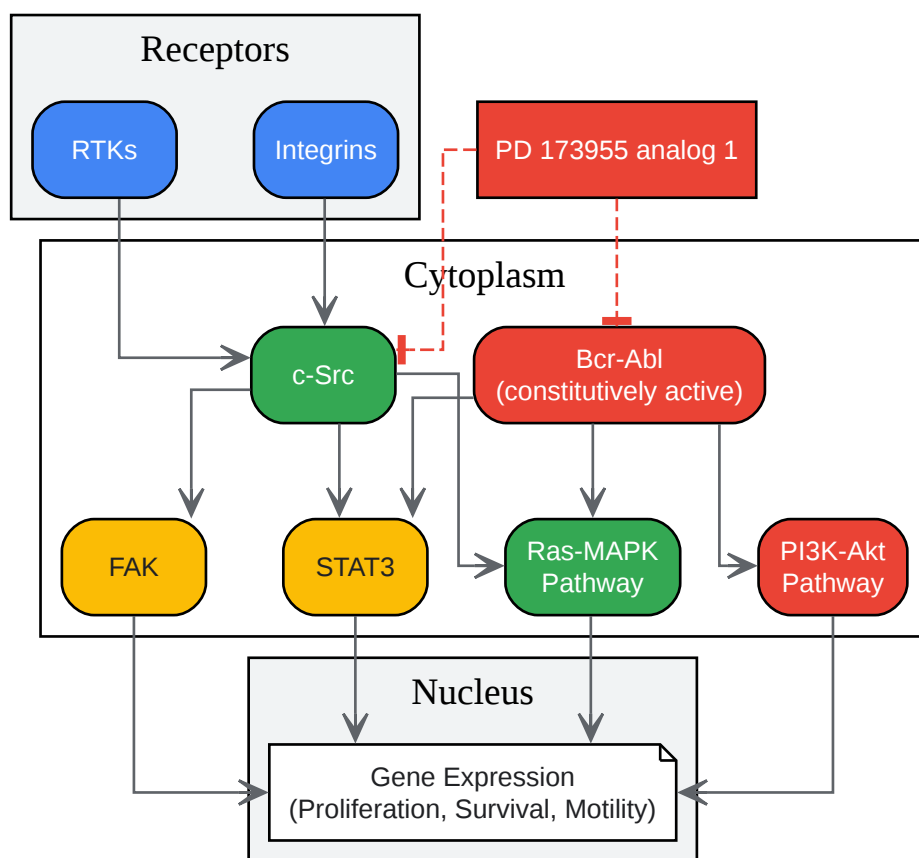 Receptors
RTKs
Integrins
PD 173955 analog 1
Cytoplasm
c-Src
Bcr-Abl
(constitutively active)
FAK
STAT3
Ras-MAPK
Pathway
PI3K-Akt
Pathway
Nucleus
Gene Expression
(Proliferation, Survival, Motility)